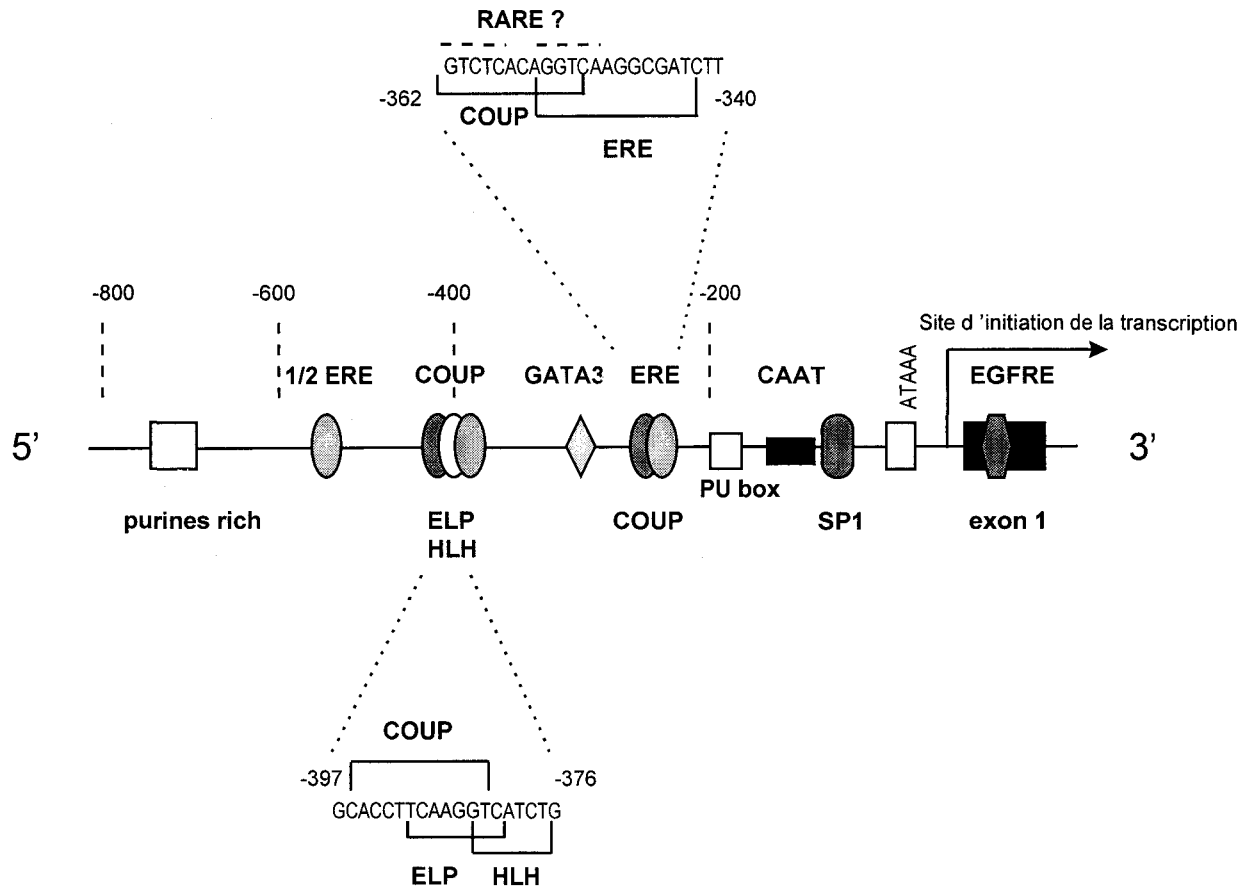 RARE ?
GTCTCACAGGTCAAGGCGATCTT
-362 -340
COUP
ERE
-800 -600 -400 -200
Site d 'initiation de la transcription
1/2 ERE COUP GATA3 ERE CAAT ATAAA EGFRE
5' 3'
PU box
purines rich ELP COUP SP1 exon 1
HLH
COUP
-397 -376
GCACCTTCAAGGTCATCTG
ELP HLH